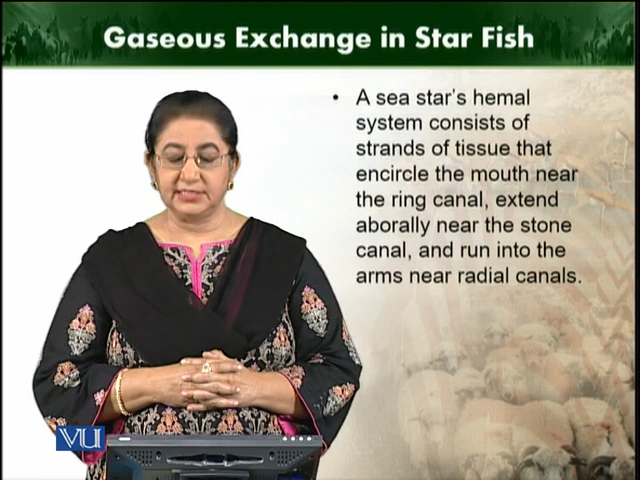 Gaseous Exchange in Star Fish
• A sea star's hemal
system consists of
strands of tissue that
encircle the mouth near
the ring canal, extend
aborally near the stone
canal, and run into the
arms near radial canals.
VU